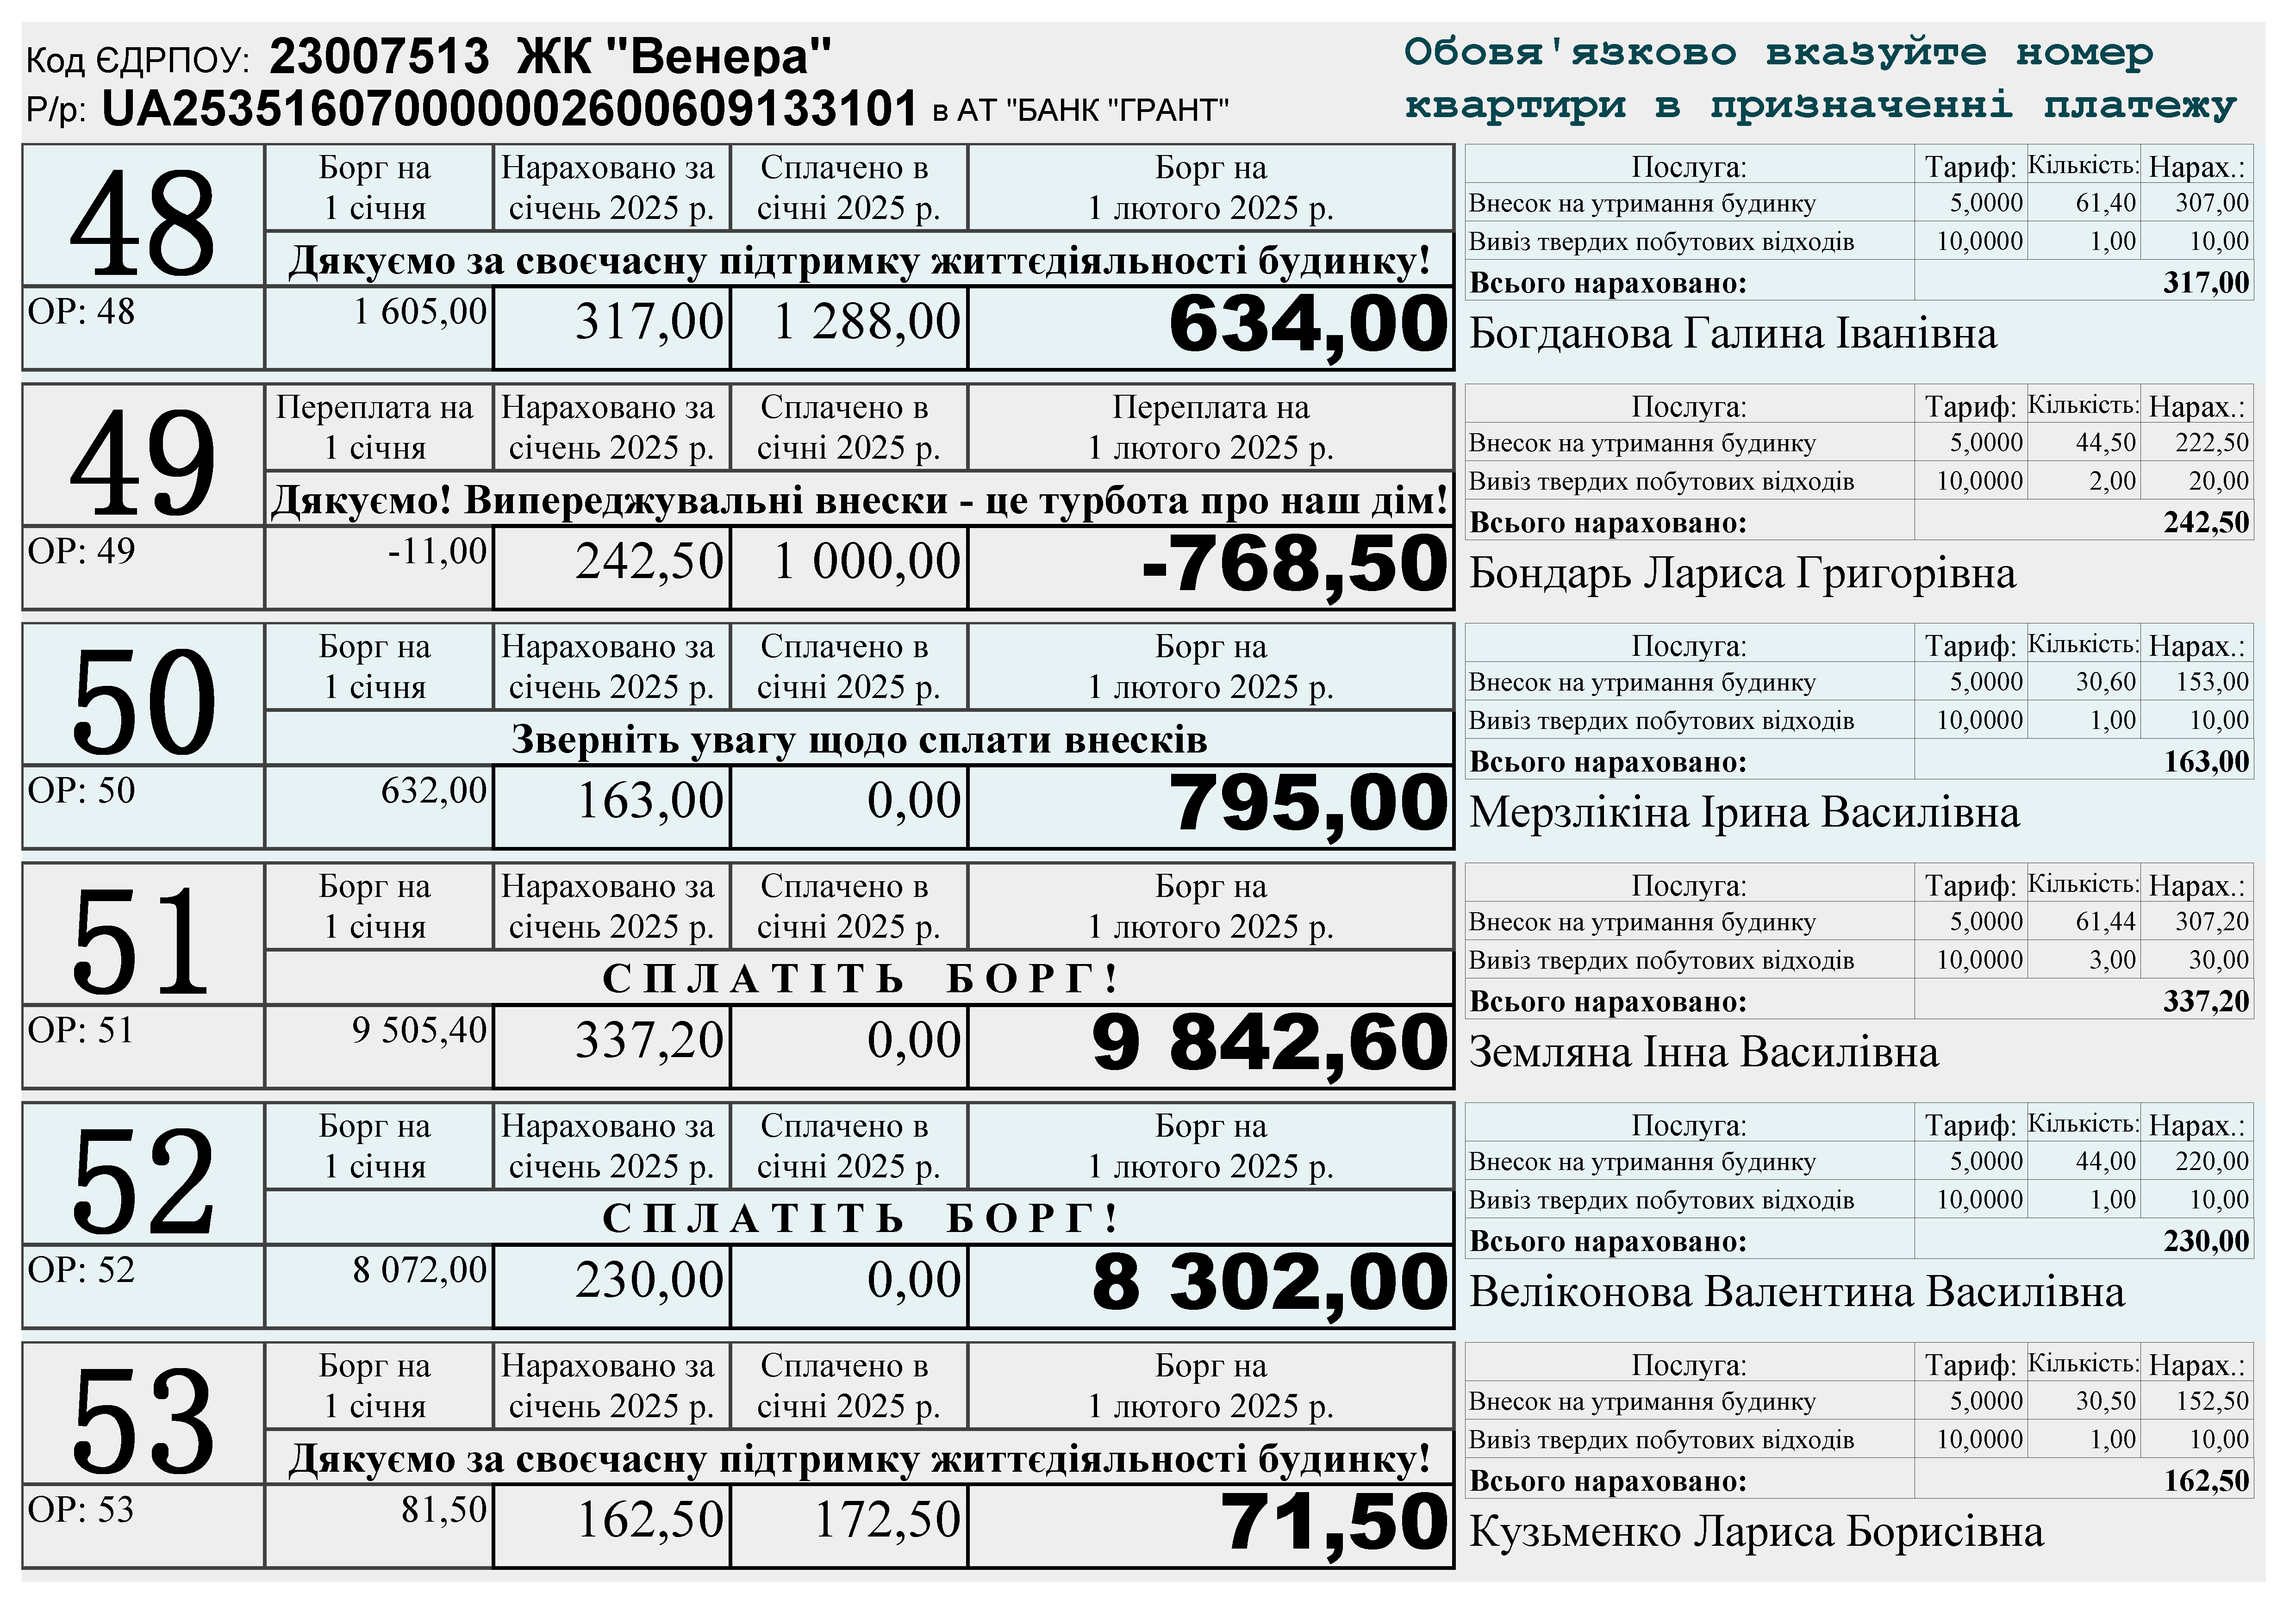 Код ЄДРПОУ: 23007513 ЖК "Венера"
Р/р: UA253516070000002600609133101 в АТ "БАНК "ГРАНТ"
Обовя'язково вказуйте номер
квартири в призначенні платежу
48
Борг на
1 січня
Нараховано за
січень 2025 р.
Сплачено в
січні 2025 р.
Борг на
1 лютого 2025 р.
Дякуємо за своєчасну підтримку життєдіяльності будинку!
ОР: 48 1 605,00 317,00 1 288,00 634,00
Послуга: Тариф: Кількість: Нарах.:
Внесок на утримання будинку 5,0000 61,40 307,00
Вивіз твердих побутових відходів 10,0000 1,00 10,00
Всього нараховано: 317,00
Богданова Галина Іванівна
49
Переплата на
1 січня
Нараховано за
січень 2025 р.
Сплачено в
січні 2025 р.
Переплата на
1 лютого 2025 р.
Дякуємо! Випереджувальні внески - це турбота про наш дім!
ОР: 49 -11,00 242,50 1 000,00 -768,50
Послуга: Тариф: Кількість: Нарах.:
Внесок на утримання будинку 5,0000 44,50 222,50
Вивіз твердих побутових відходів 10,0000 2,00 20,00
Всього нараховано: 242,50
Бондарь Лариса Григорівна
50
Борг на
1 січня
Нараховано за
січень 2025 р.
Сплачено в
січні 2025 р.
Борг на
1 лютого 2025 р.
Зверніть увагу щодо сплати внесків
ОР: 50 632,00 163,00 0,00 795,00
Послуга: Тариф: Кількість: Нарах.:
Внесок на утримання будинку 5,0000 30,60 153,00
Вивіз твердих побутових відходів 10,0000 1,00 10,00
Всього нараховано: 163,00
Мерзлікіна Ірина Василівна
51
Борг на
1 січня
Нараховано за
січень 2025 р.
Сплачено в
січні 2025 р.
Борг на
1 лютого 2025 р.
С П Л А Т І Т Ь Б О Р Г !
ОР: 51 9 505,40 337,20 0,00 9 842,60
Послуга: Тариф: Кількість: Нарах.:
Внесок на утримання будинку 5,0000 61,44 307,20
Вивіз твердих побутових відходів 10,0000 3,00 30,00
Всього нараховано: 337,20
Земляна Інна Василівна
52
Борг на
1 січня
Нараховано за
січень 2025 р.
Сплачено в
січні 2025 р.
Борг на
1 лютого 2025 р.
С П Л А Т І Т Ь Б О Р Г !
ОР: 52 8 072,00 230,00 0,00 8 302,00
Послуга: Тариф: Кількість: Нарах.:
Внесок на утримання будинку 5,0000 44,00 220,00
Вивіз твердих побутових відходів 10,0000 1,00 10,00
Всього нараховано: 230,00
Веліконова Валентина Василівна
53
Борг на
1 січня
Нараховано за
січень 2025 р.
Сплачено в
січні 2025 р.
Борг на
1 лютого 2025 р.
Дякуємо за своєчасну підтримку життєдіяльності будинку!
ОР: 53 81,50 162,50 172,50 71,50
Послуга: Тариф: Кількість: Нарах.:
Внесок на утримання будинку 5,0000 30,50 152,50
Вивіз твердих побутових відходів 10,0000 1,00 10,00
Всього нараховано: 162,50
Кузьменко Лариса Борисівна